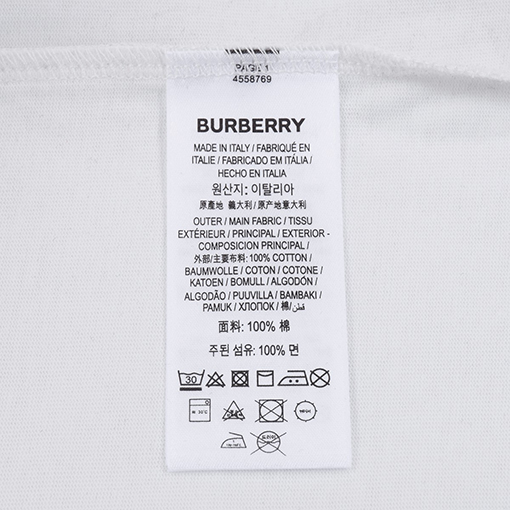 PAGE 1
4558769
BURBERRY
MADE IN ITALY / FABRIQUÉ EN
ITALIE / FABRICADO EM ITÁLIA /
HECHO EN ITALIA
원산지: 이탈리아
原產地 義大利 / 原产地意大利
OUTER / MAIN FABRIC / TISSU
EXTÉRIEUR / PRINCIPAL / EXTERIOR -
COMPOSICION PRINCIPAL /
外部/主要布料: 100% COTTON /
BAUMWOLLE / COTON / COTONE /
KATOEN / BOMULL / ALGODÓN /
ALGODÃO / PUUVILLA / BAMBAKI /
PAMUK / ХЛОПОК / 棉 / قطن
面料: 100% 棉
주된 섬유: 100% 면
30